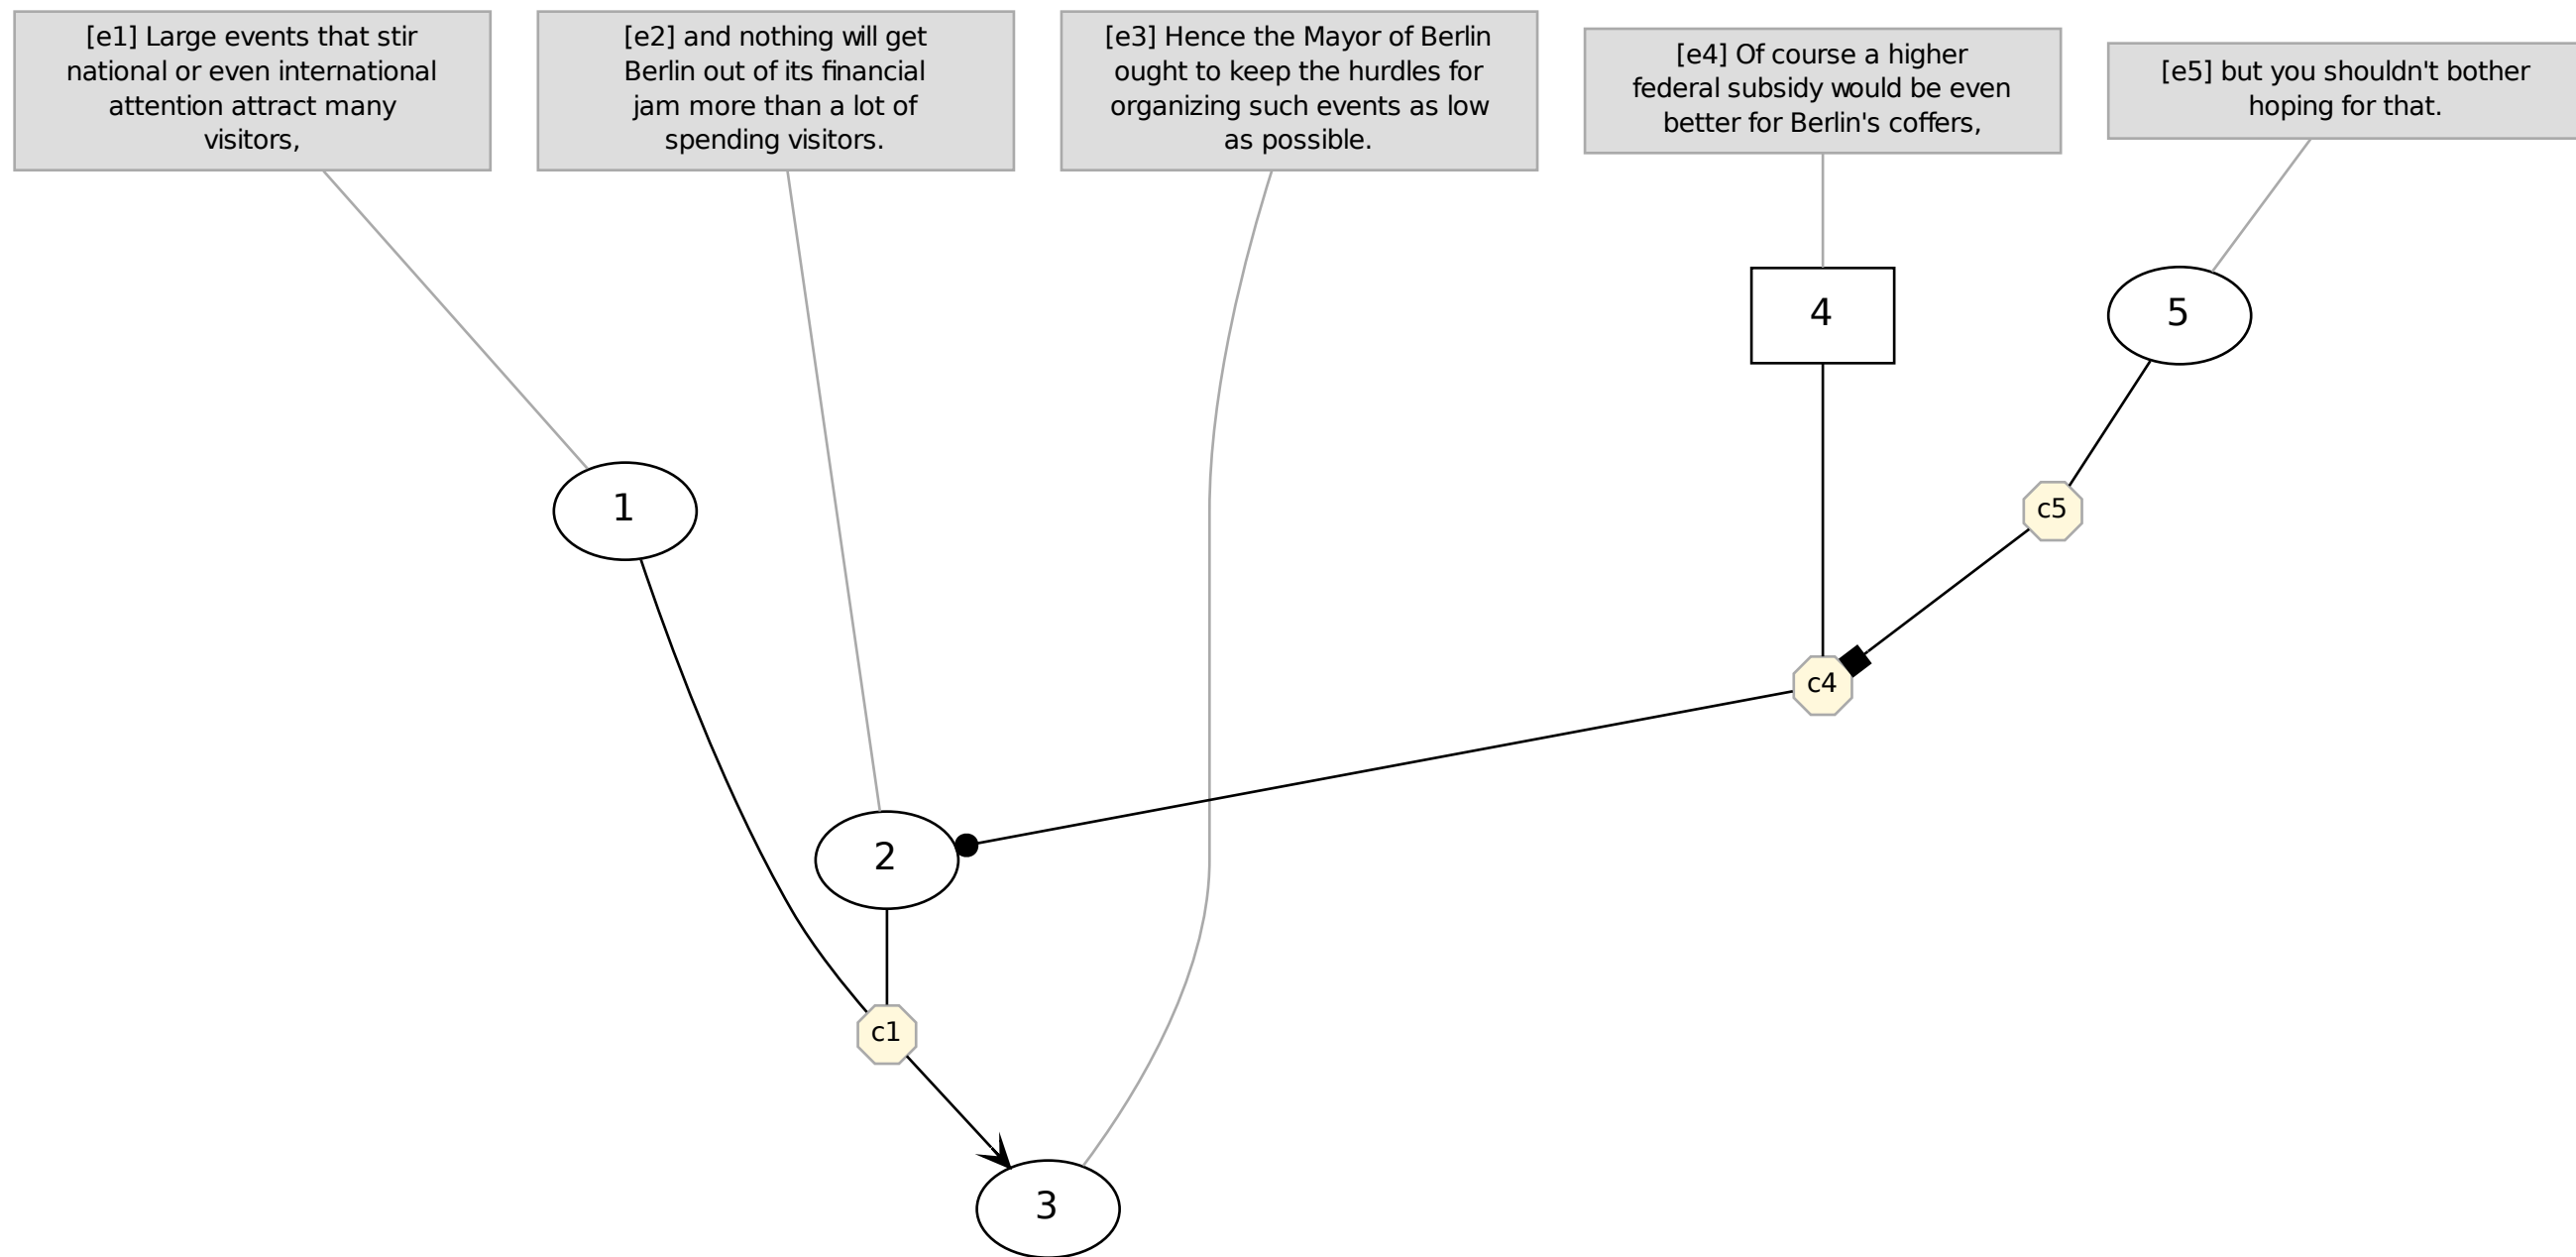 [e1] Large events that stir
national or even international
attention attract many
visitors,
[e2] and nothing will get
Berlin out of its financial
jam more than a lot of
spending visitors.
[e3] Hence the Mayor of Berlin
ought to keep the hurdles for
organizing such events as low
as possible.
[e4] Of course a higher
federal subsidy would be even
better for Berlin's coffers,
[e5] but you shouldn't bother
hoping for that.
4
5
1
c5
c4
2
c1
3